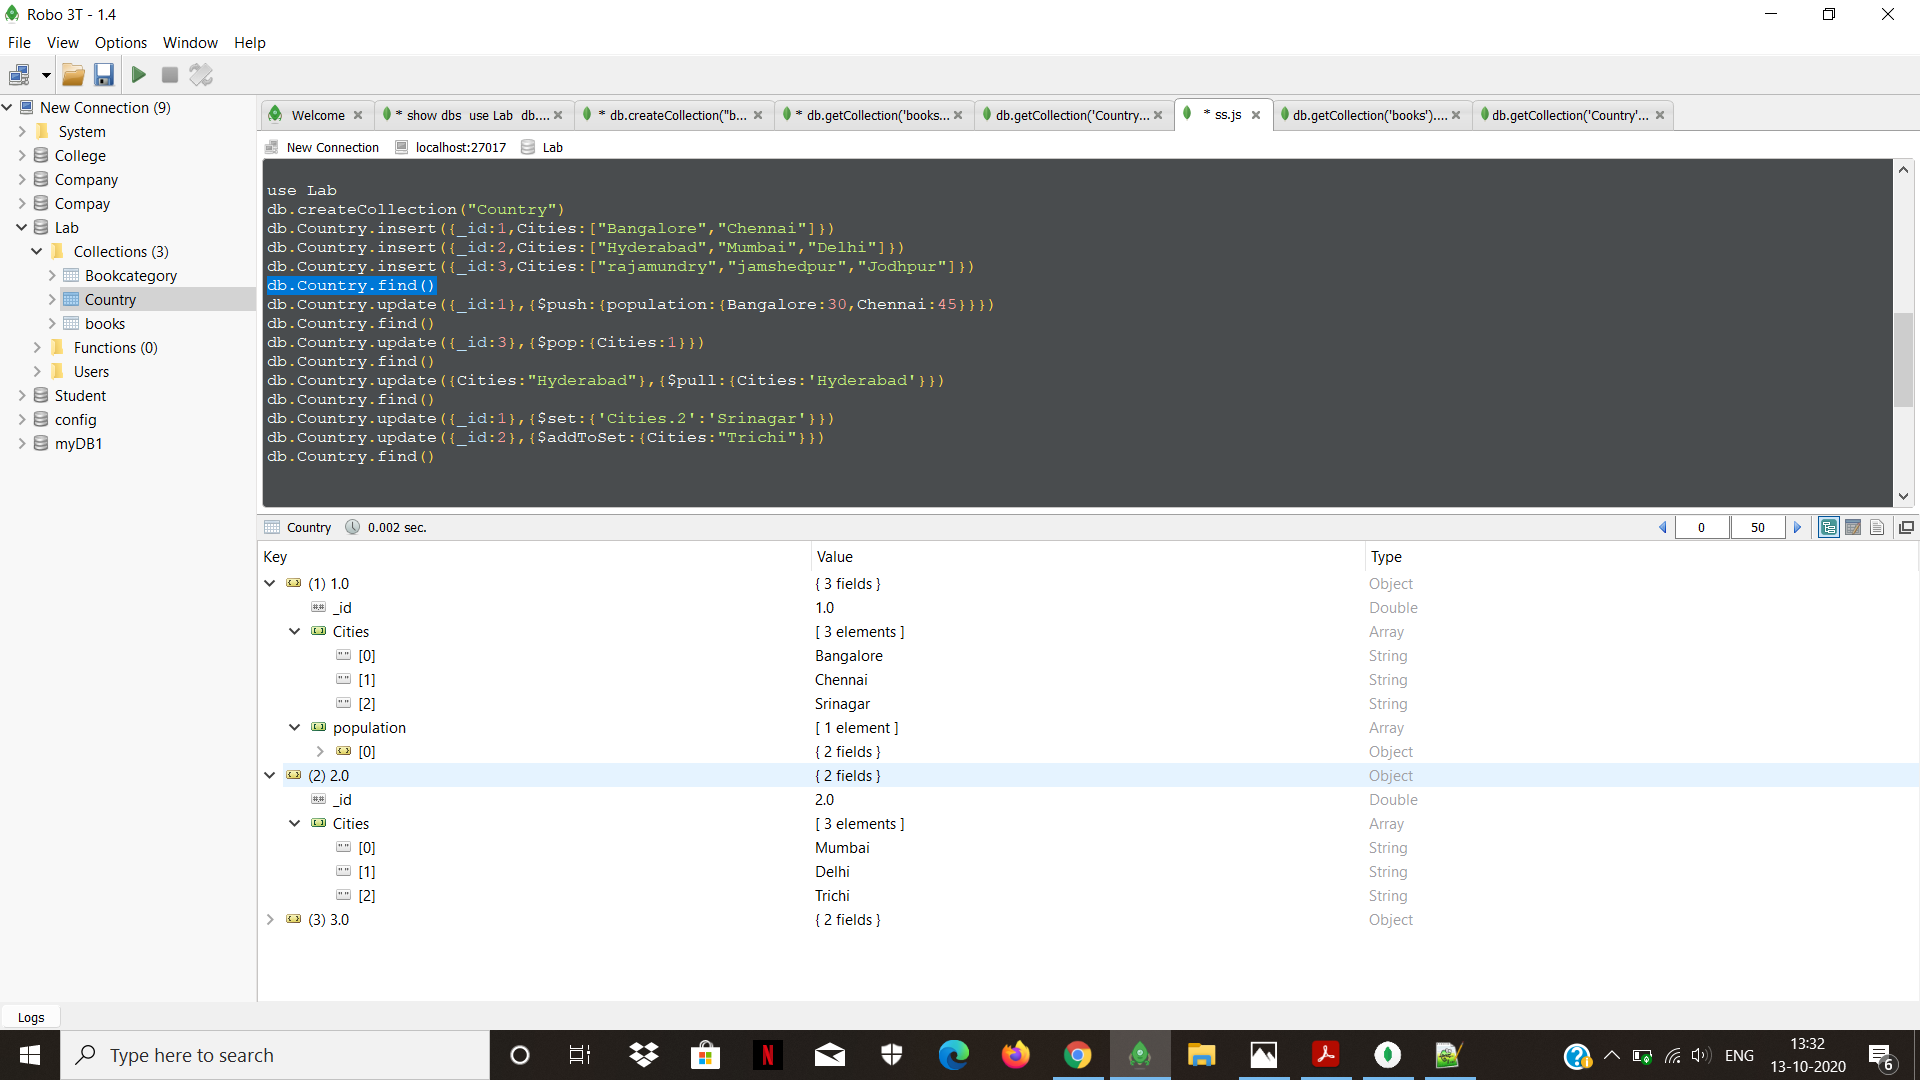 Robo 3T - 1.4
File View Options Window Help
New Connection (9)
System
College
Company
Compay
Lab
Collections (3)
Bookcategory
Country
books
Functions (0)
Users
Student
config
myDB1
Welcome
* show dbs use Lab db....
* db.createCollection("b...
* db.getCollection('books...
db.getCollection('Country...
* ss.js
db.getCollection('books')....
db.getCollection('Country'...
New Connection localhost:27017 Lab
use Lab
db.createCollection("Country")
db.Country.insert({_id:1,Cities:["Bangalore","Chennai"]})
db.Country.insert({_id:2,Cities:["Hyderabad","Mumbai","Delhi"]})
db.Country.insert({_id:3,Cities:["rajamundry","jamshedpur","Jodhpur"]})
db.Country.find()
db.Country.update({_id:1},{$push:{population:{Bangalore:30,Chennai:45}}})
db.Country.find()
db.Country.update({_id:3},{$pop:{Cities:1}})
db.Country.find()
db.Country.update({Cities:"Hyderabad"},{$pull:{Cities:'Hyderabad'}})
db.Country.find()
db.Country.update({_id:1},{$set:{'Cities.2':'Srinagar'}})
db.Country.update({_id:2},{$addToSet:{Cities:"Trichi"}})
db.Country.find()
Country 0.002 sec. 0 50
Key Value Type
(1) 1.0 { 3 fields } Object
_id 1.0 Double
Cities [ 3 elements ] Array
[0] Bangalore String
[1] Chennai String
[2] Srinagar String
population [ 1 element ] Array
[0] { 2 fields } Object
(2) 2.0 { 2 fields } Object
_id 2.0 Double
Cities [ 3 elements ] Array
[0] Mumbai String
[1] Delhi String
[2] Trichi String
(3) 3.0 { 2 fields } Object
Logs
Type here to search
ENG
13:32
13-10-2020
6